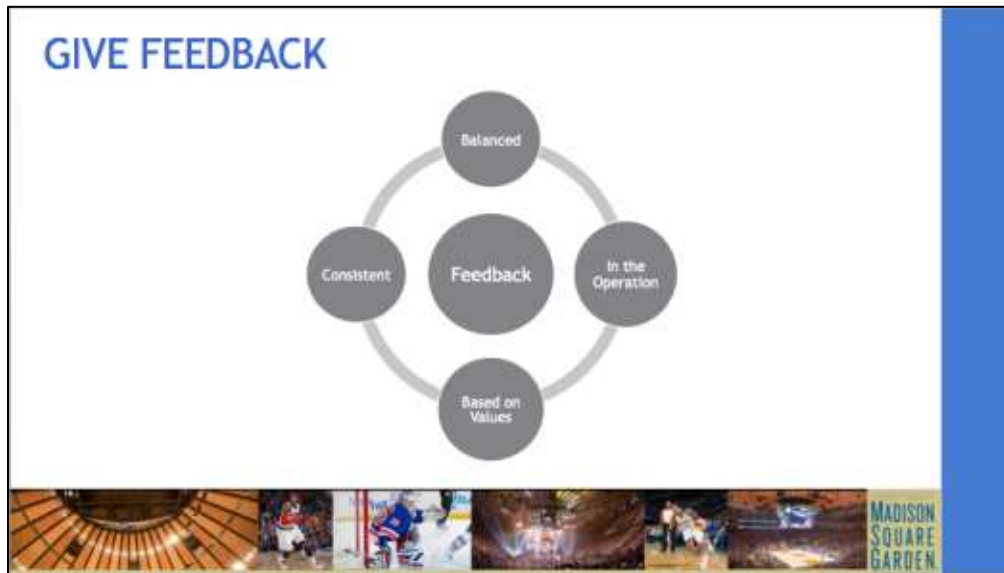 GIVE FEEDBACK
Balanced
Consistent
Feedback
In the
Operation
Based on
Values
MADISON
SQUARE
GARDEN